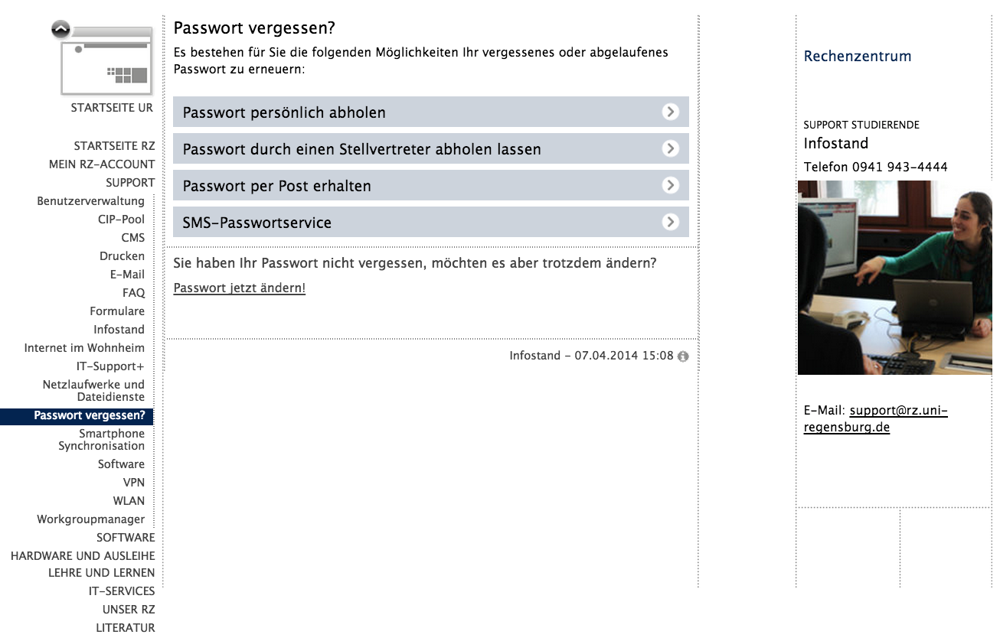 STARTSEITE UR
STARTSEITE RZ
MEIN RZ-ACCOUNT
SUPPORT
Benutzerverwaltung
CIP-Pool
CMS
Drucken
E-Mail
FAQ
Formulare
Infostand
Internet im Wohnheim
IT-Support+
Netzlaufwerke und
Dateidienste
Passwort vergessen?
Smartphone
Synchronisation
Software
VPN
WLAN
Workgroupmanager
SOFTWARE
HARDWARE UND AUSLEIHE
LEHRE UND LERNEN
IT-SERVICES
UNSER RZ
LITERATUR
Passwort vergessen?
Es bestehen für Sie die folgenden Möglichkeiten Ihr vergessenes oder abgelaufenes
Passwort zu erneuern:
Passwort persönlich abholen
Passwort durch einen Stellvertreter abholen lassen
Passwort per Post erhalten
SMS-Passwortservice
Sie haben Ihr Passwort nicht vergessen, möchten es aber trotzdem ändern?
Passwort jetzt ändern!
Infostand - 07.04.2014 15:08
Rechenzentrum
SUPPORT STUDIERENDE
Infostand
Telefon 0941 943-4444
E-Mail: support@rz.uni-
regensburg.de